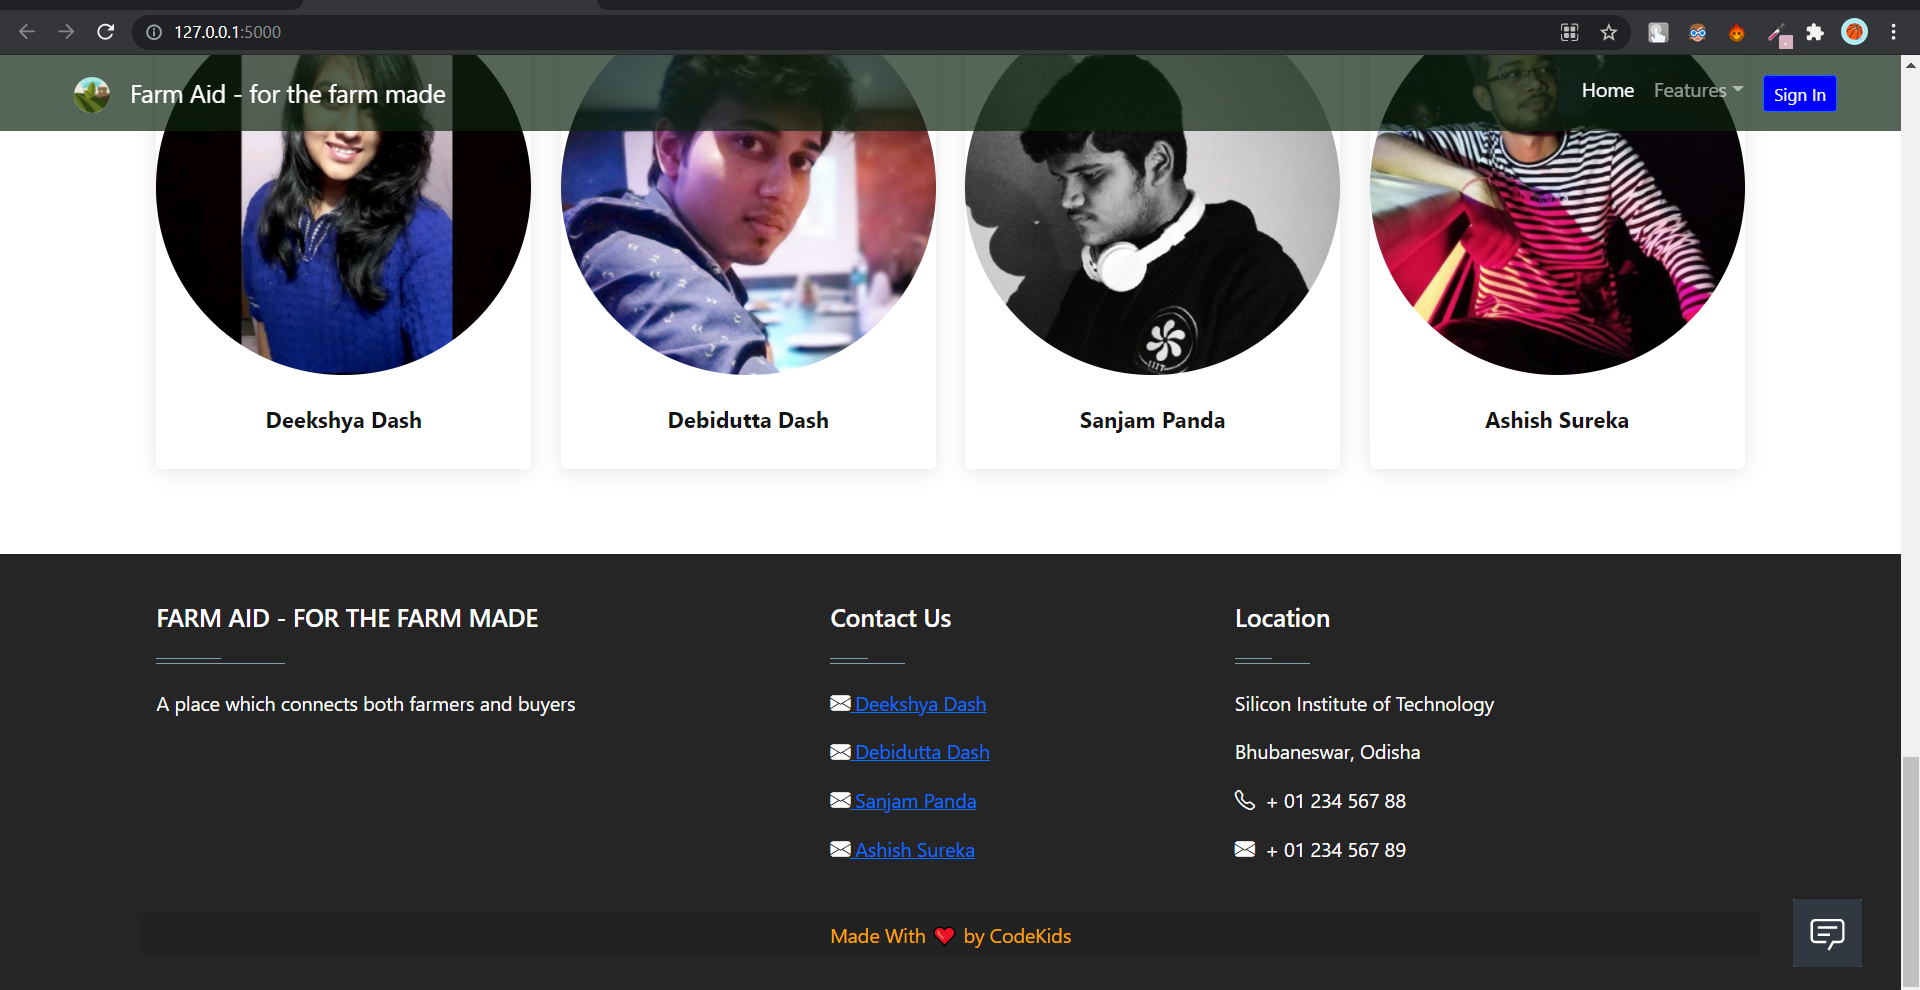 127.0.0.1:5000
Farm Aid - for the farm made
Home Features Sign In
Deekshya Dash
Debidutta Dash
Sanjam Panda
Ashish Sureka
FARM AID - FOR THE FARM MADE
A place which connects both farmers and buyers
Contact Us
Deekshya Dash
Debidutta Dash
Sanjam Panda
Ashish Sureka
Location
Silicon Institute of Technology
Bhubaneswar, Odisha
+ 01 234 567 88
+ 01 234 567 89
Made With ❤️ by CodeKids